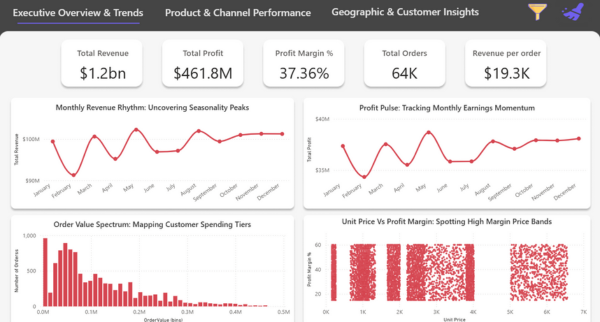 Executive Overview & Trends Product & Channel Performance Geographic & Customer Insights
Total Revenue
$1.2bn
Total Profit
$461.8M
Profit Margin %
37.36%
Total Orders
64K
Revenue per order
$19.3K
Monthly Revenue Rhythm: Uncovering Seasonality Peaks
Total Revenue
$100M
$90M
January February March April May June July August September October November December
Profit Pulse: Tracking Monthly Earnings Momentum
Total Profit
$40M
$35M
January February March April May June July August September October November December
Order Value Spectrum: Mapping Customer Spending Tiers
Number of Orderss
1,000
500
0
0.0M 0.1M 0.2M 0.3M 0.4M 0.5M
OrderValue (bins)
Unit Price Vs Profit Margin: Spotting High Margin Price Bands
Profit Margin %
60
40
20
0K 1K 2K 3K 4K 5K 6K 7K
Unit Price